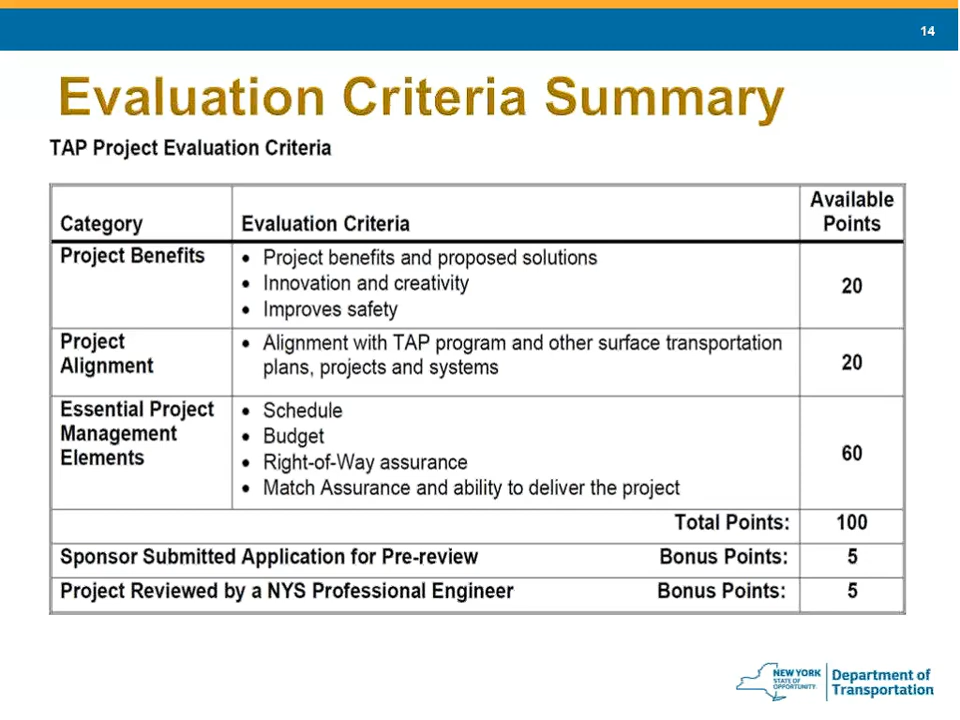 14
Evaluation Criteria Summary
TAP Project Evaluation Criteria
Available
Category Evaluation Criteria Points
Project Benefits
• Project benefits and proposed solutions
• Innovation and creativity
• Improves safety
20
Project
Alignment
• Alignment with TAP program and other surface transportation
plans, projects and systems
20
Essential Project
Management
Elements
• Schedule
• Budget
• Right-of-Way assurance
• Match Assurance and ability to deliver the project
60
Total Points: 100
Sponsor Submitted Application for Pre-review Bonus Points: 5
Project Reviewed by a NYS Professional Engineer Bonus Points: 5
NEW YORK
STATE OF
OPPORTUNITY.
Department of
Transportation